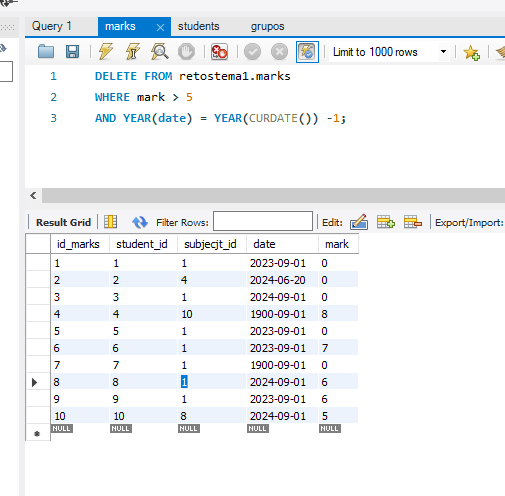 Query 1 marks students grupos
Limit to 1000 rows
1 DELETE FROM retostema1.marks
2 WHERE mark > 5
3 AND YEAR(date) = YEAR(CURDATE()) -1;
Result Grid Filter Rows: Edit: Export/Import:
id_marks student_id subjecjt_id date mark
1 1 1 2023-09-01 0
2 2 4 2024-06-20 0
3 3 1 2024-09-01 0
4 4 10 1900-09-01 8
5 5 1 2023-09-01 0
6 6 1 2023-09-01 7
7 7 1 1900-09-01 0
8 8 1 2024-09-01 6
9 9 1 2023-09-01 6
10 10 8 2024-09-01 5
NULL NULL NULL NULL NULL